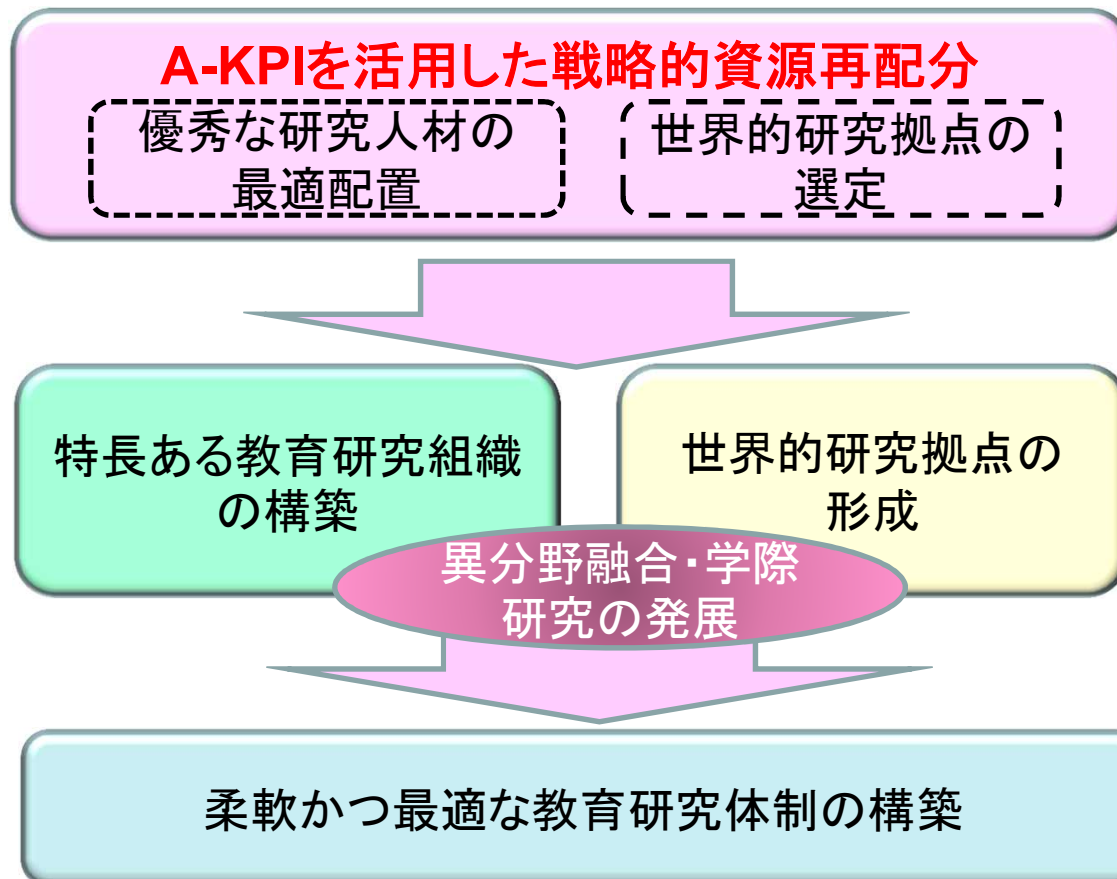 A-KPIを活用した戦略的資源再配分
優秀な研究人材の
最適配置
世界的研究拠点の
選定
特長ある教育研究組織
の構築
世界的研究拠点の
形成
異分野融合・学際
研究の発展
柔軟かつ最適な教育研究体制の構築